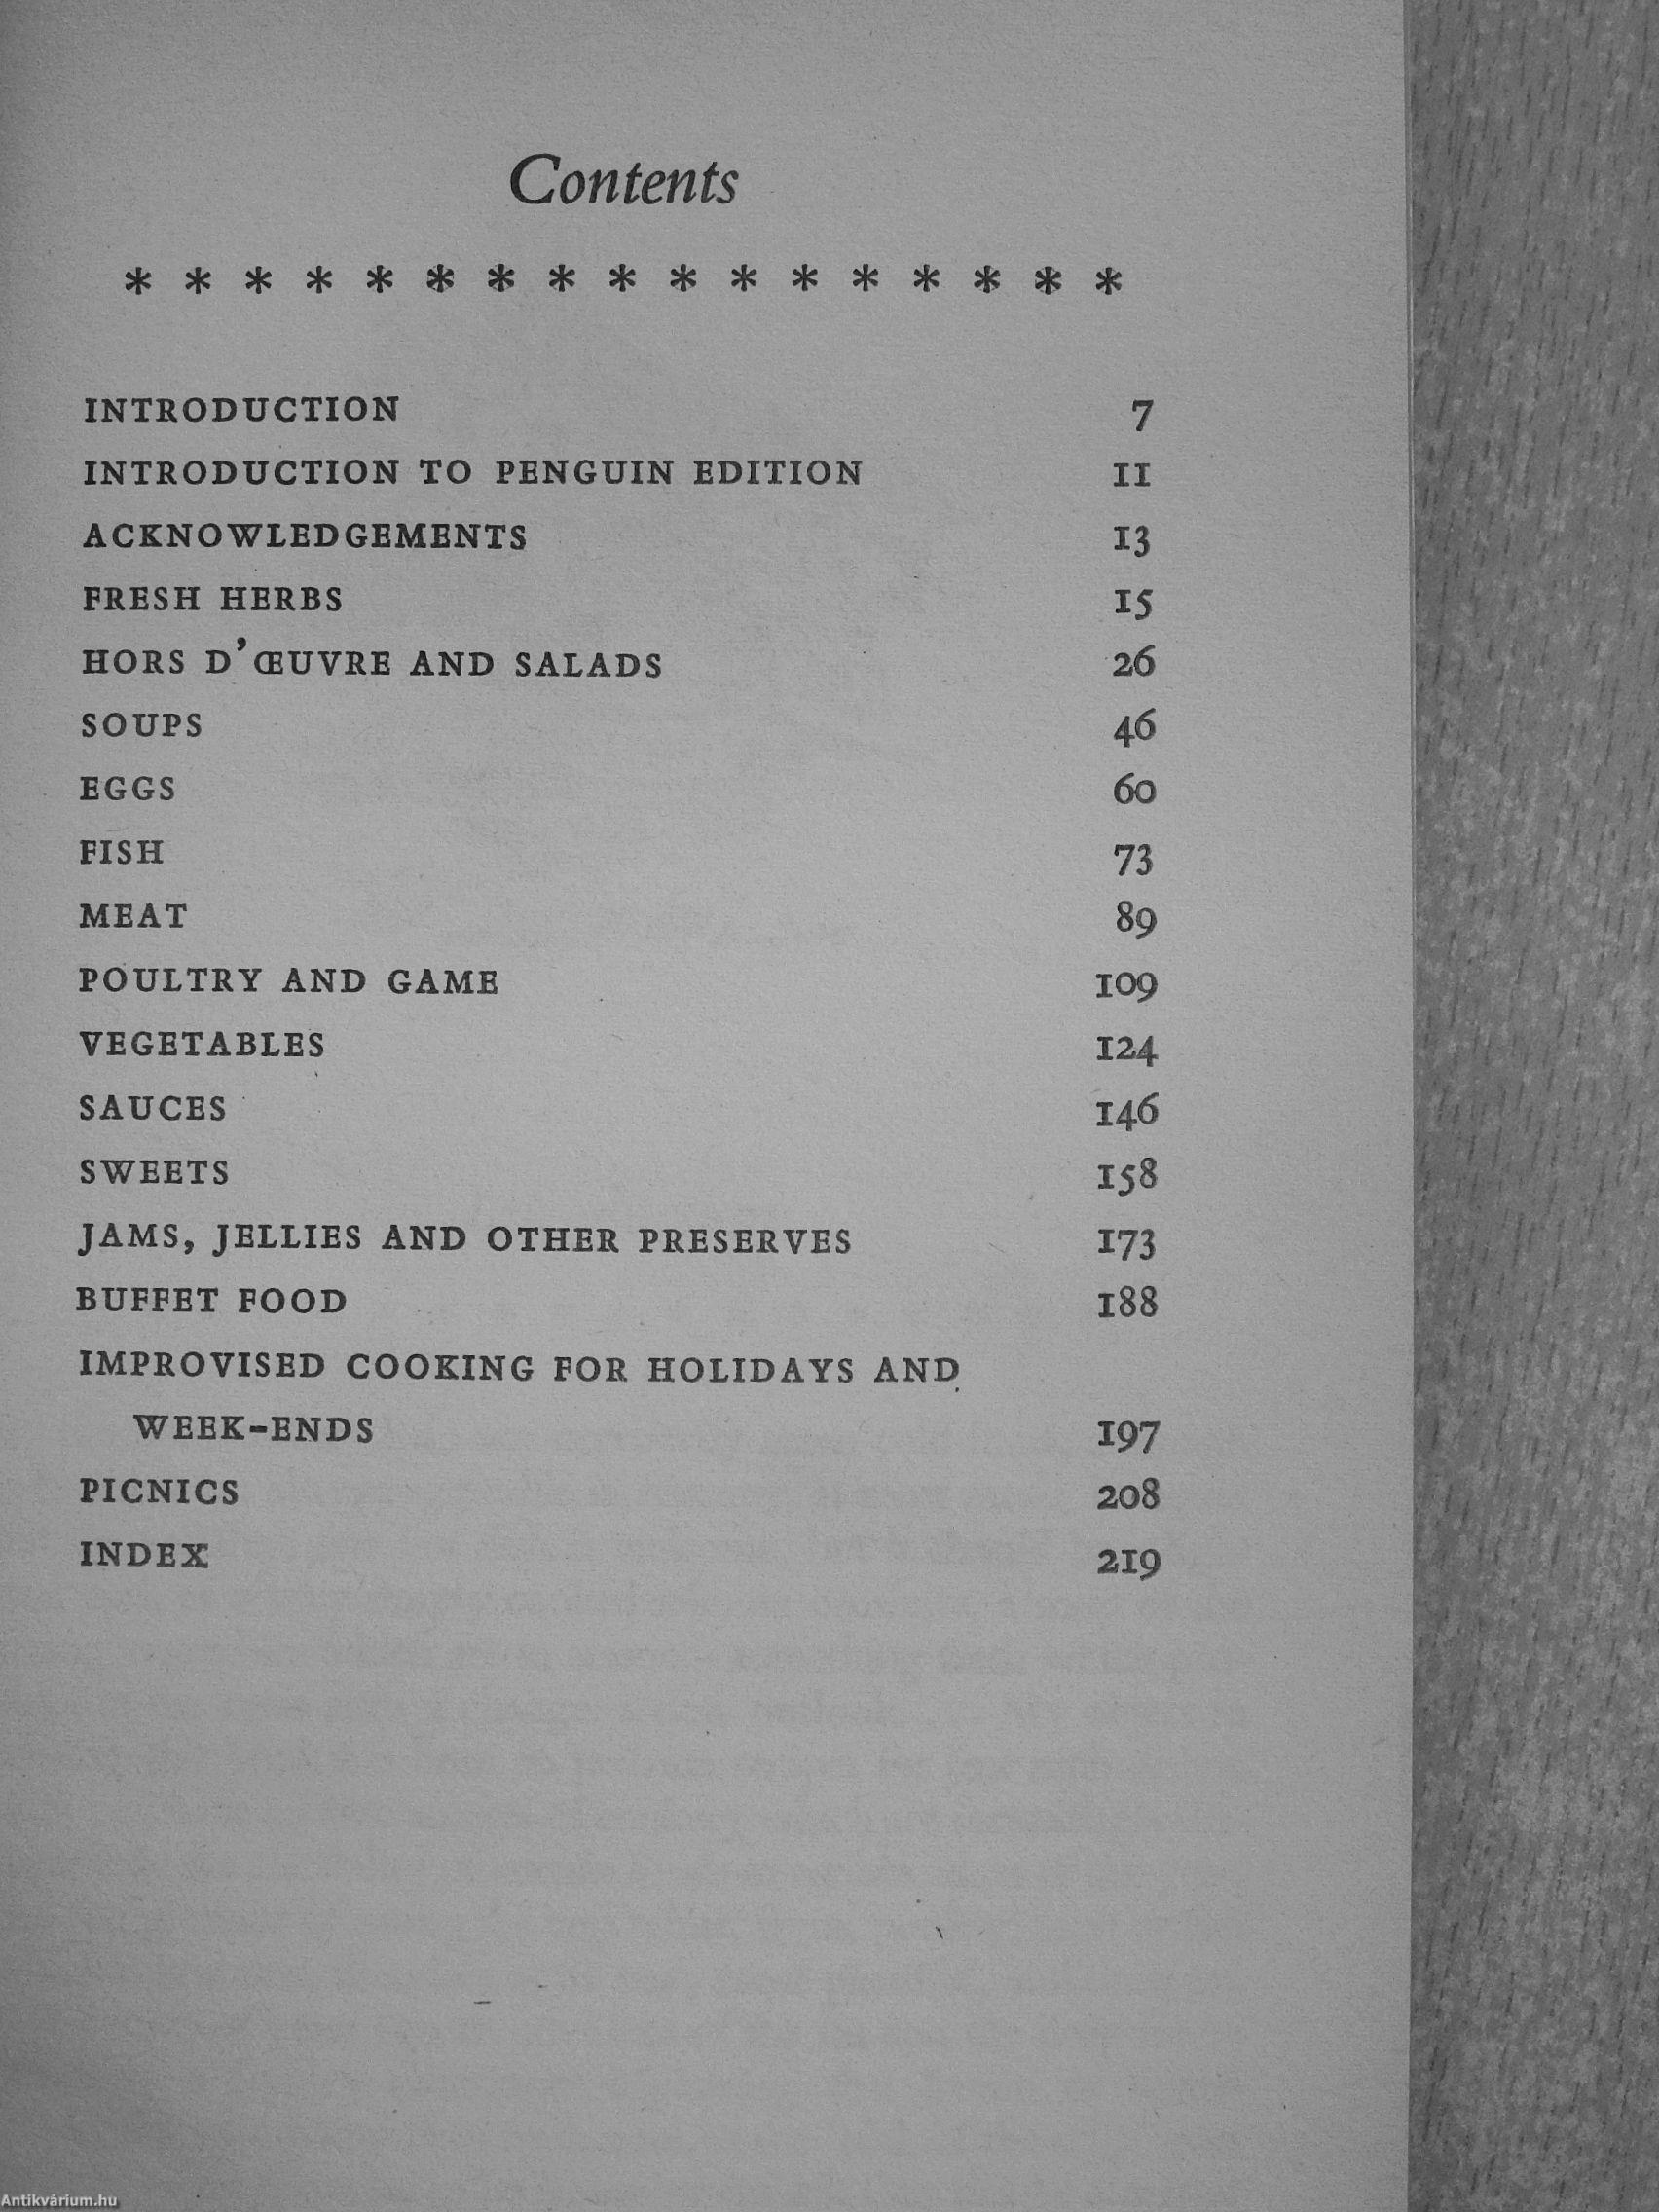 Contents
* * * * * * * * * * * * * * * * *
INTRODUCTION 7
INTRODUCTION TO PENGUIN EDITION 11
ACKNOWLEDGEMENTS 13
FRESH HERBS 15
HORS D'ŒUVRE AND SALADS 26
SOUPS 46
EGGS 60
FISH 73
MEAT 89
POULTRY AND GAME 109
VEGETABLES 124
SAUCES 146
SWEETS 158
JAMS, JELLIES AND OTHER PRESERVES 173
BUFFET FOOD 188
IMPROVISED COOKING FOR HOLIDAYS AND
WEEK-ENDS 197
PICNICS 208
INDEX 219
Antikvárium.hu